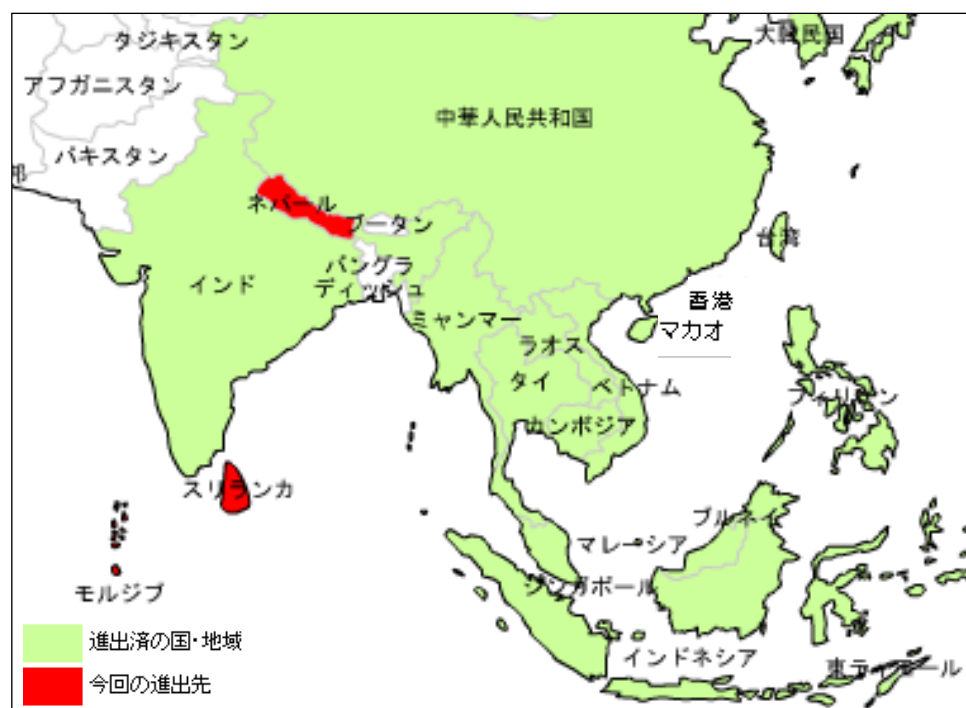 タジキスタン
大韓民国
アフガニスタン
中華人民共和国
パキスタン
邦
ネパール
ブータン
台湾
バングラ
ディッシュ
インド
香港
マカオ
ミャンマー
ラオス
タイ
ベトナム
フィリピン
カンボジア
スリランカ
ブルネイ
マレーシア
シンガポール
モルジブ
インドネシア
東ティモール
進出済の国・地域
今回の進出先